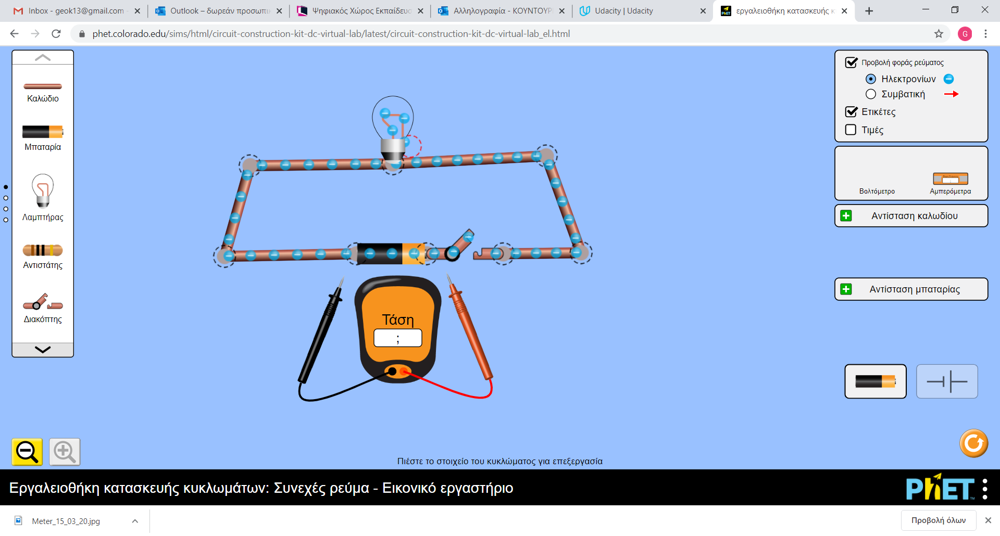 Inbox - geok13@gmail.com -
Outlook – δωρεάν προσωπι
Ψηφιακός Χώρος Εκπαίδευσ
Αλληλογραφία - ΚΟΥΝΤΟΥΡ
Udacity | Udacity
εργαλειοθήκη κατασκευής κ
phet.colorado.edu/sims/html/circuit-construction-kit-dc-virtual-lab/latest/circuit-construction-kit-dc-virtual-lab_el.html
G
Καλώδιο
Μπαταρία
Λαμπτήρας
Αντιστάτης
Διακόπτης
Προβολή φοράς ρεύματος
Ηλεκτρονίων
Συμβατική
Ετικέτες
Τιμές
Βολτόμετρο
Αμπερόμετρα
Αντίσταση καλωδίου
Αντίσταση μπαταρίας
Τάση
;
Πιέστε το στοιχείο του κυκλώματος για επεξεργασία
Εργαλειοθήκη κατασκευής κυκλωμάτων: Συνεχές ρεύμα - Εικονικό εργαστήριο
PhET
Meter_15_03_20.jpg
Προβολή όλων